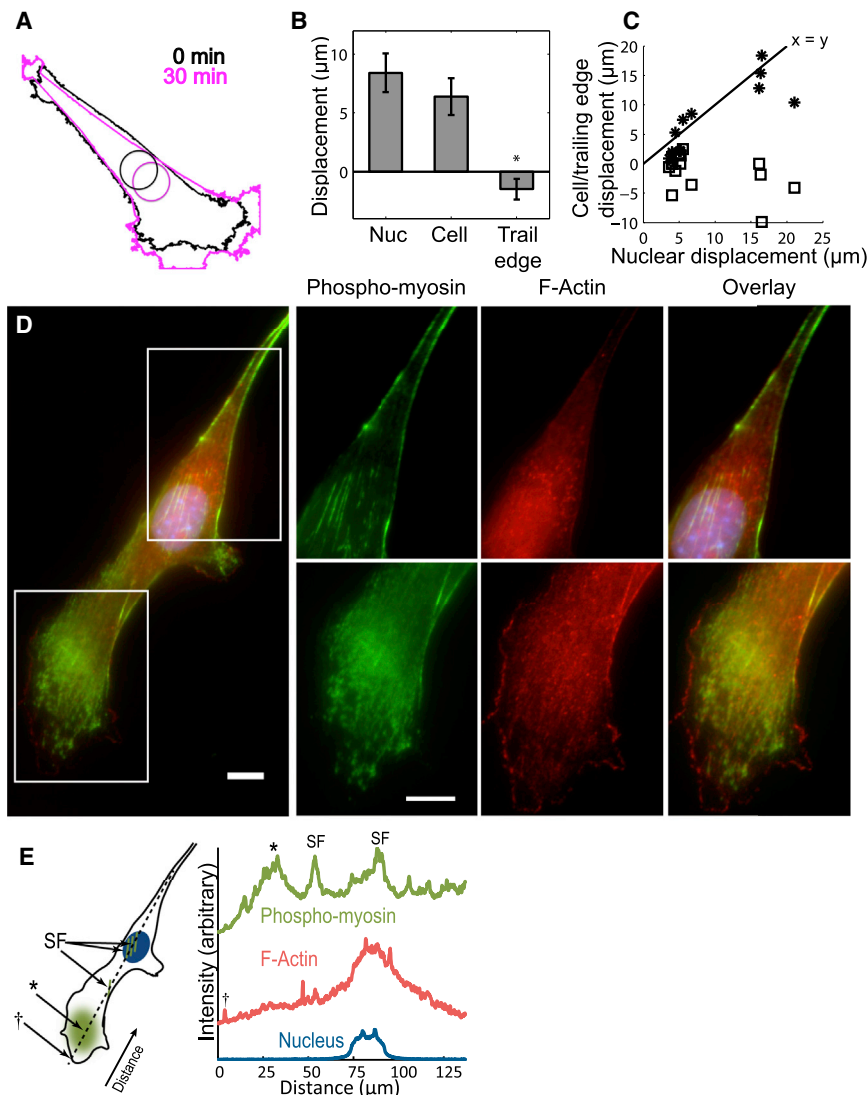 A
0 min
30 min
B
Displacement (µm)
10
5
0
*
Nuc
Cell
Trail
edge
C
x = y
Cell/trailing edge
displacement (µm)
20
15
10
5
0
−5
−10
0
5
10
15
20
25
Nuclear displacement (µm)
Phospho-myosin
F-Actin
Overlay
D
E
SF
*
†
Distance
Intensity (arbitrary)
*
SF
SF
Phospho-myosin
F-Actin
†
Nucleus
0
25
50
75
100
125
Distance (µm)